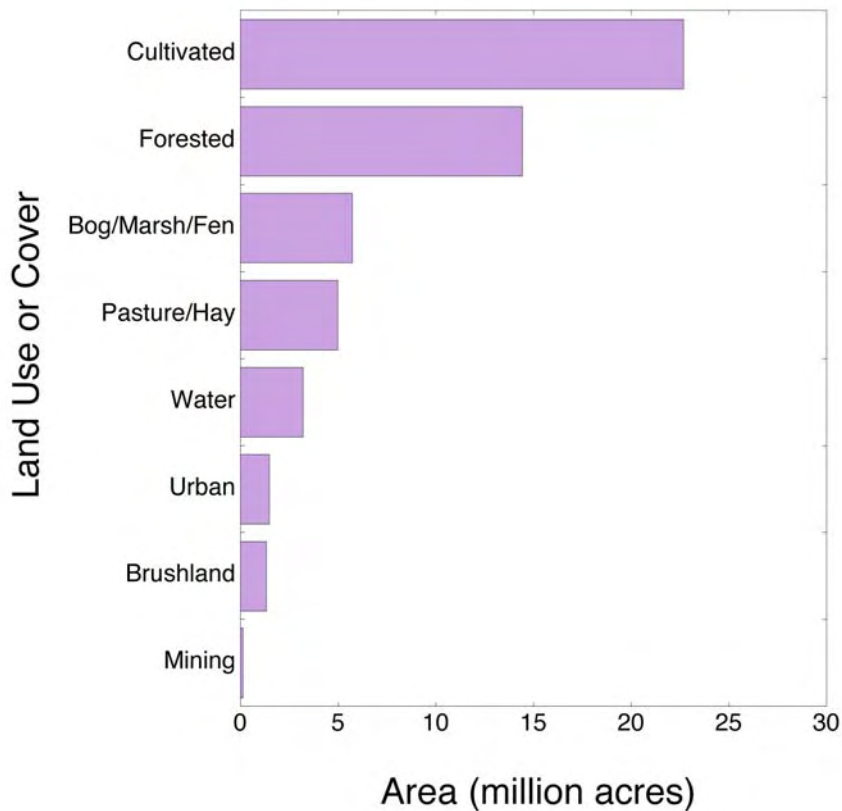 Land Use or Cover
Cultivated
Forested
Bog/Marsh/Fen
Pasture/Hay
Water
Urban
Brushland
Mining
0 5 10 15 20 25 30
Area (million acres)